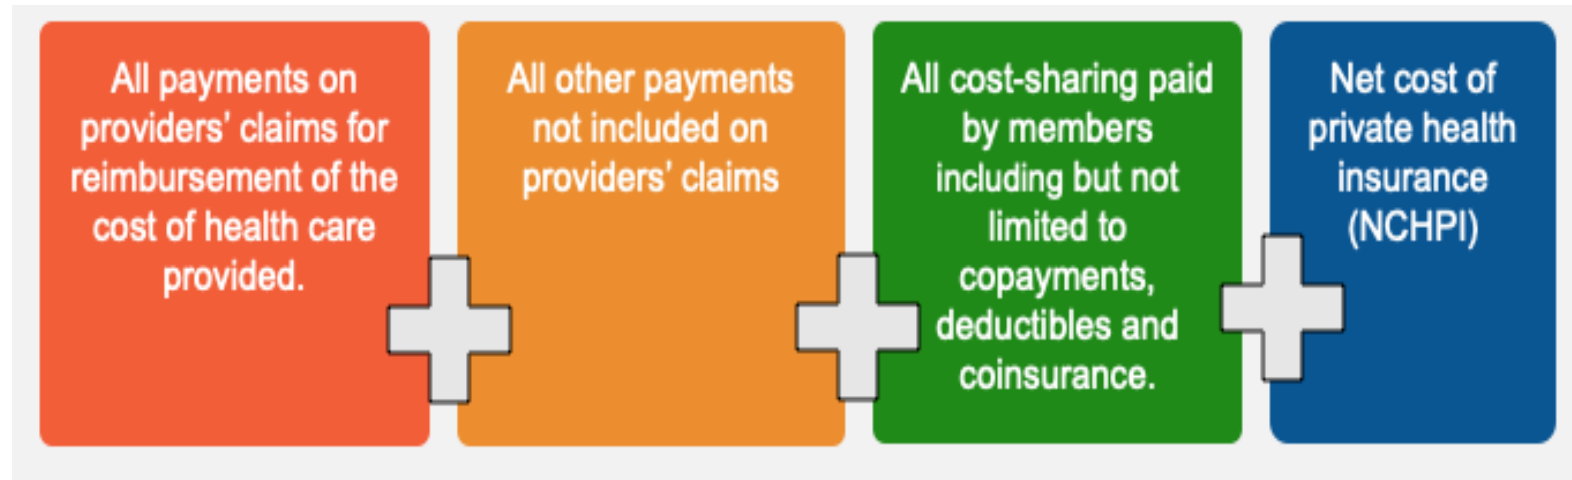 All payments on
providers’ claims for
reimbursement of the
cost of health care
provided.
All other payments
not included on
providers’ claims
All cost-sharing paid
by members
including but not
limited to
copayments,
deductibles and
coinsurance.
Net cost of
private health
insurance
(NCHPI)